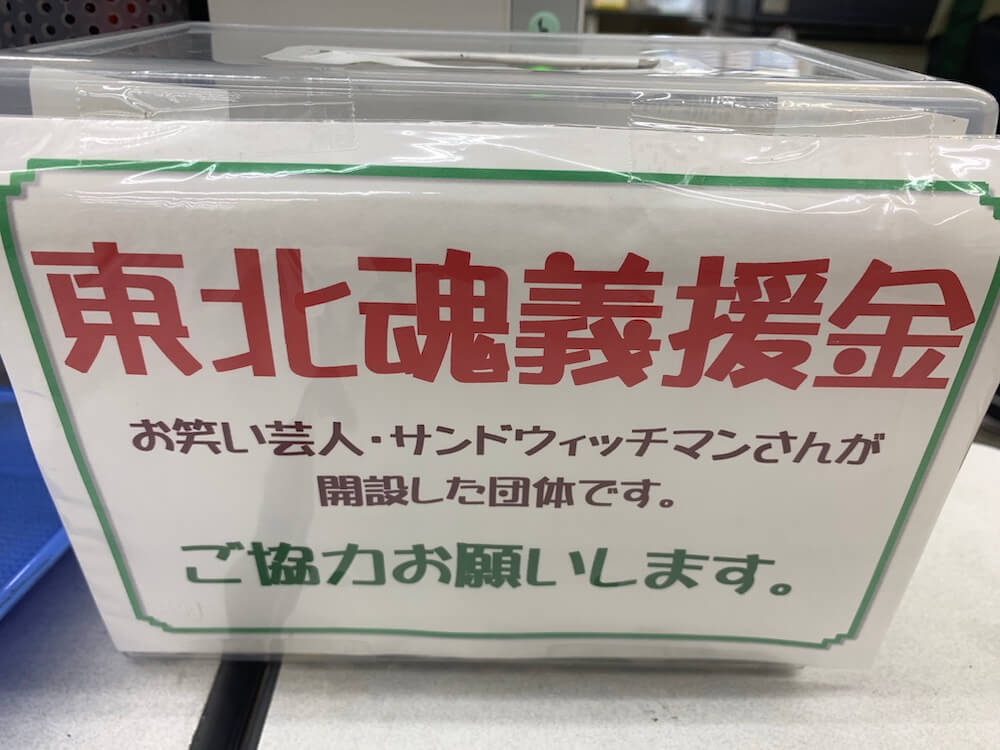 東北魂義援金
お笑い芸人・サンドウィッチマンさんが
開設した団体です。
ご協力お願いします。